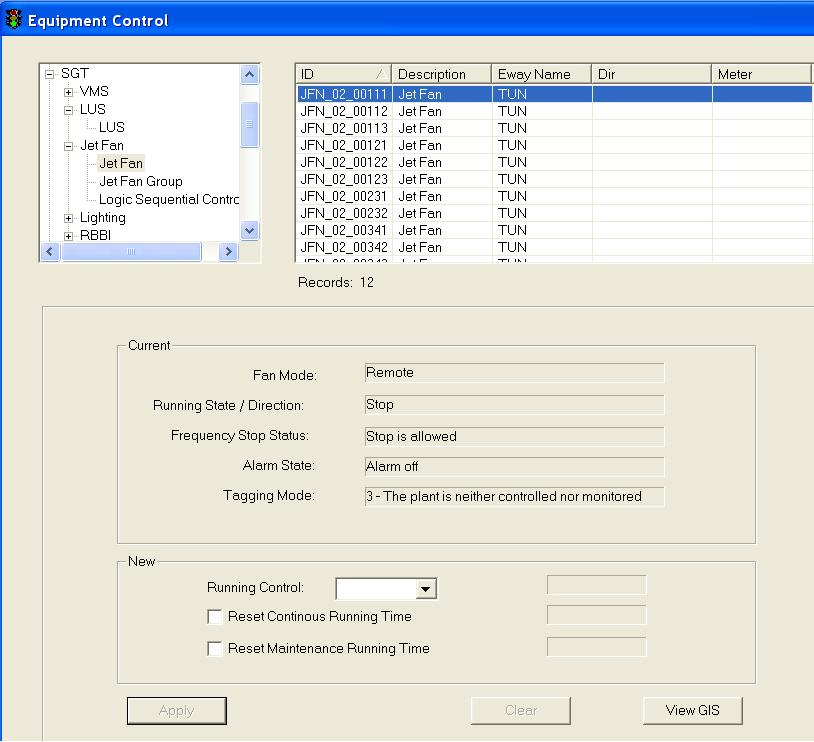 Equipment Control
SGT
VMS
LUS
LUS
Jet Fan
Jet Fan
Jet Fan Group
Logic Sequential Contro
Lighting
RBBI
ID Description Eway Name Dir Meter
JFN_02_00111 Jet Fan TUN
JFN_02_00112 Jet Fan TUN
JFN_02_00113 Jet Fan TUN
JFN_02_00121 Jet Fan TUN
JFN_02_00122 Jet Fan TUN
JFN_02_00123 Jet Fan TUN
JFN_02_00231 Jet Fan TUN
JFN_02_00232 Jet Fan TUN
JFN_02_00341 Jet Fan TUN
JFN_02_00342 Jet Fan TUN
Records: 12
Current
Fan Mode: Remote
Running State / Direction: Stop
Frequency Stop Status: Stop is allowed
Alarm State: Alarm off
Tagging Mode: 3 - The plant is neither controlled nor monitored
New
Running Control:
Reset Continous Running Time
Reset Maintenance Running Time
Apply Clear View GIS